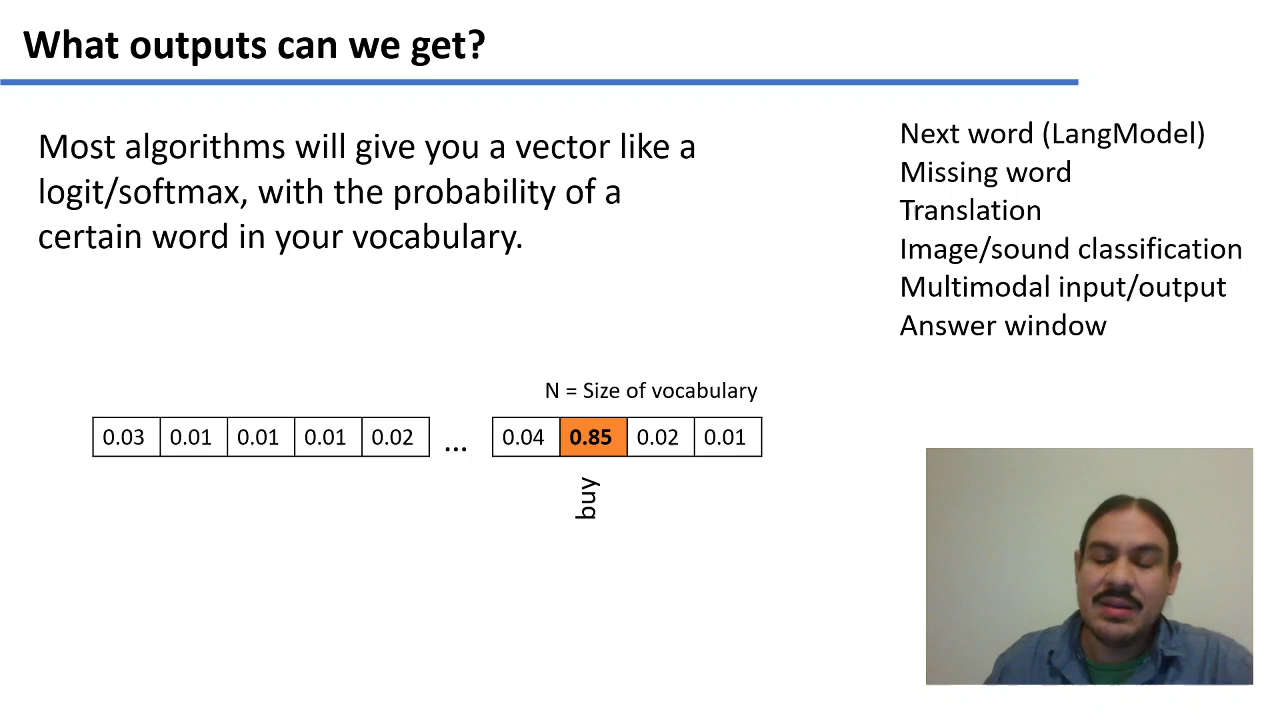 What outputs can we get?
Most algorithms will give you a vector like a
logit/softmax, with the probability of a
certain word in your vocabulary.
Next word (LangModel)
Missing word
Translation
Image/sound classification
Multimodal input/output
Answer window
N = Size of vocabulary
0.03 0.01 0.01 0.01 0.02 ... 0.04 0.85 0.02 0.01
buy